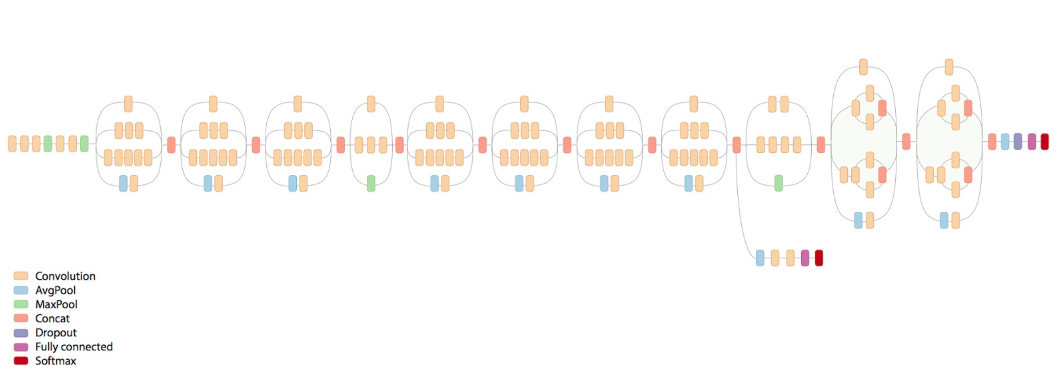 Convolution
AvgPool
MaxPool
Concat
Dropout
Fully connected
Softmax